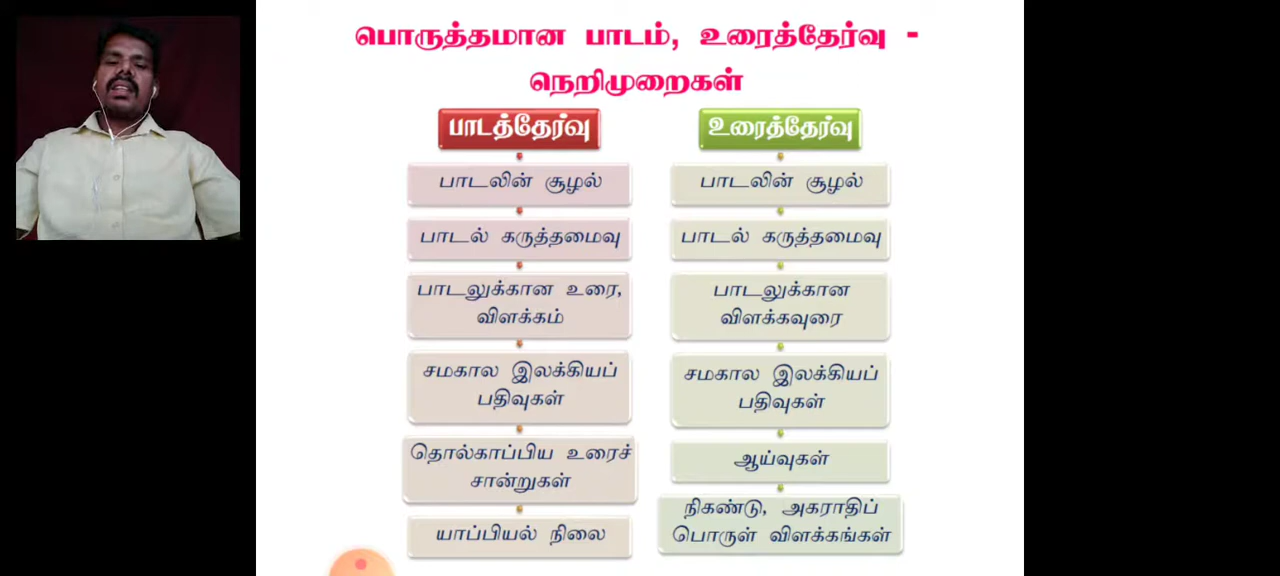 பொருத்தமான பாடம், உரைத்தேர்வு -
நெறிமுறைகள்
பாடத்தேர்வு
பாடலின் சூழல்
பாடல் கருத்தமைவு
பாடலுக்கான உரை,
விளக்கம்
சமகால இலக்கியப்
பதிவுகள்
தொல்காப்பிய உரைச்
சான்றுகள்
யாப்பியல் நிலை
உரைத்தேர்வு
பாடலின் சூழல்
பாடல் கருத்தமைவு
பாடலுக்கான
விளக்கவுரை
சமகால இலக்கியப்
பதிவுகள்
ஆய்வுகள்
நிகண்டு, அகராதிப்
பொருள் விளக்கங்கள்